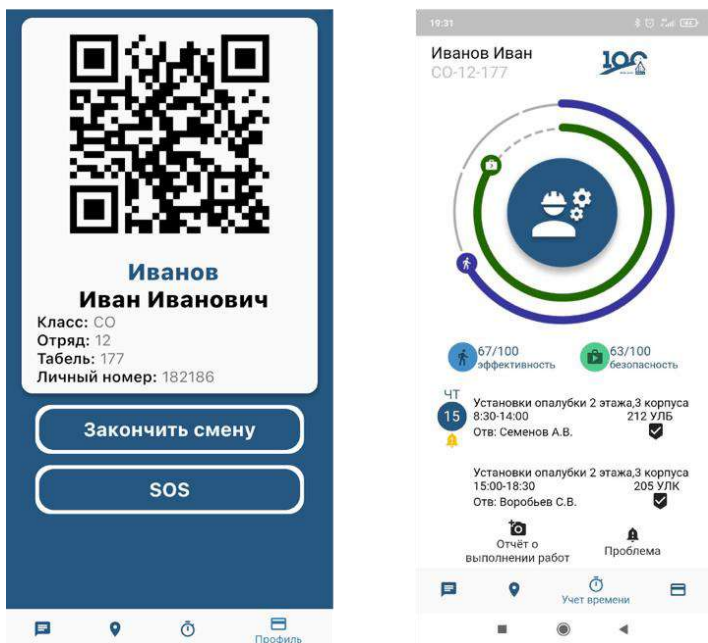 Иванов
Иван Иванович
Класс: СО
Отряд: 12
Табель: 177
Личный номер: 182186
Закончить смену
SOS
Профиль
19:31
Иванов Иван
СО-12-177
100
67/100
эффективность
63/100
безопасность
ЧТ
15
Установки опалубки 2 этажа,3 корпуса
8:30-14:00 212 УЛБ
Отв: Семенов А.В.
Установки опалубки 2 этажа,3 корпуса
15:00-18:30 205 УЛК
Отв: Воробьев С.В.
Отчёт о
выполнении работ
Проблема
Учет времени